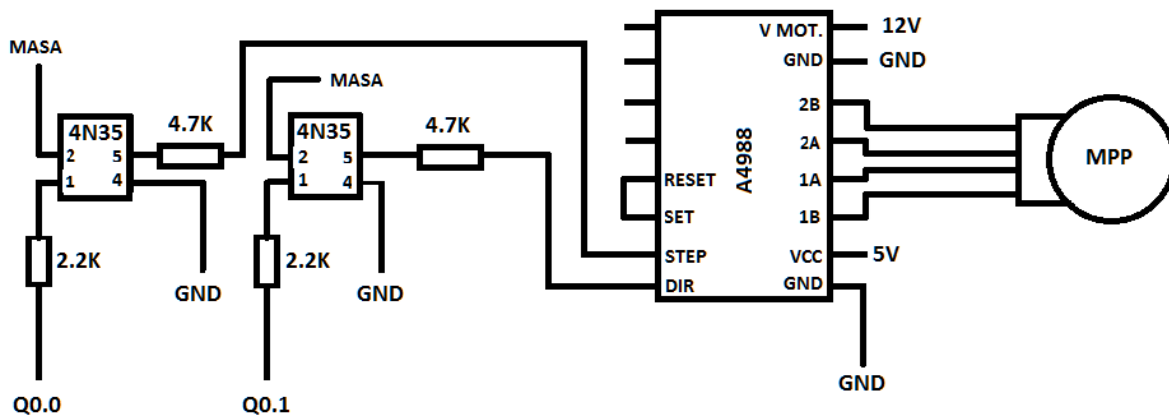 MASA
4N35
2
5
1
4
4.7K
2.2K
GND
Q0.0
MASA
4N35
2
5
1
4
4.7K
2.2K
GND
Q0.1
A4988
RESET
SET
STEP
DIR
V MOT.
GND
2B
2A
1A
1B
VCC
GND
12V
GND
5V
GND
MPP